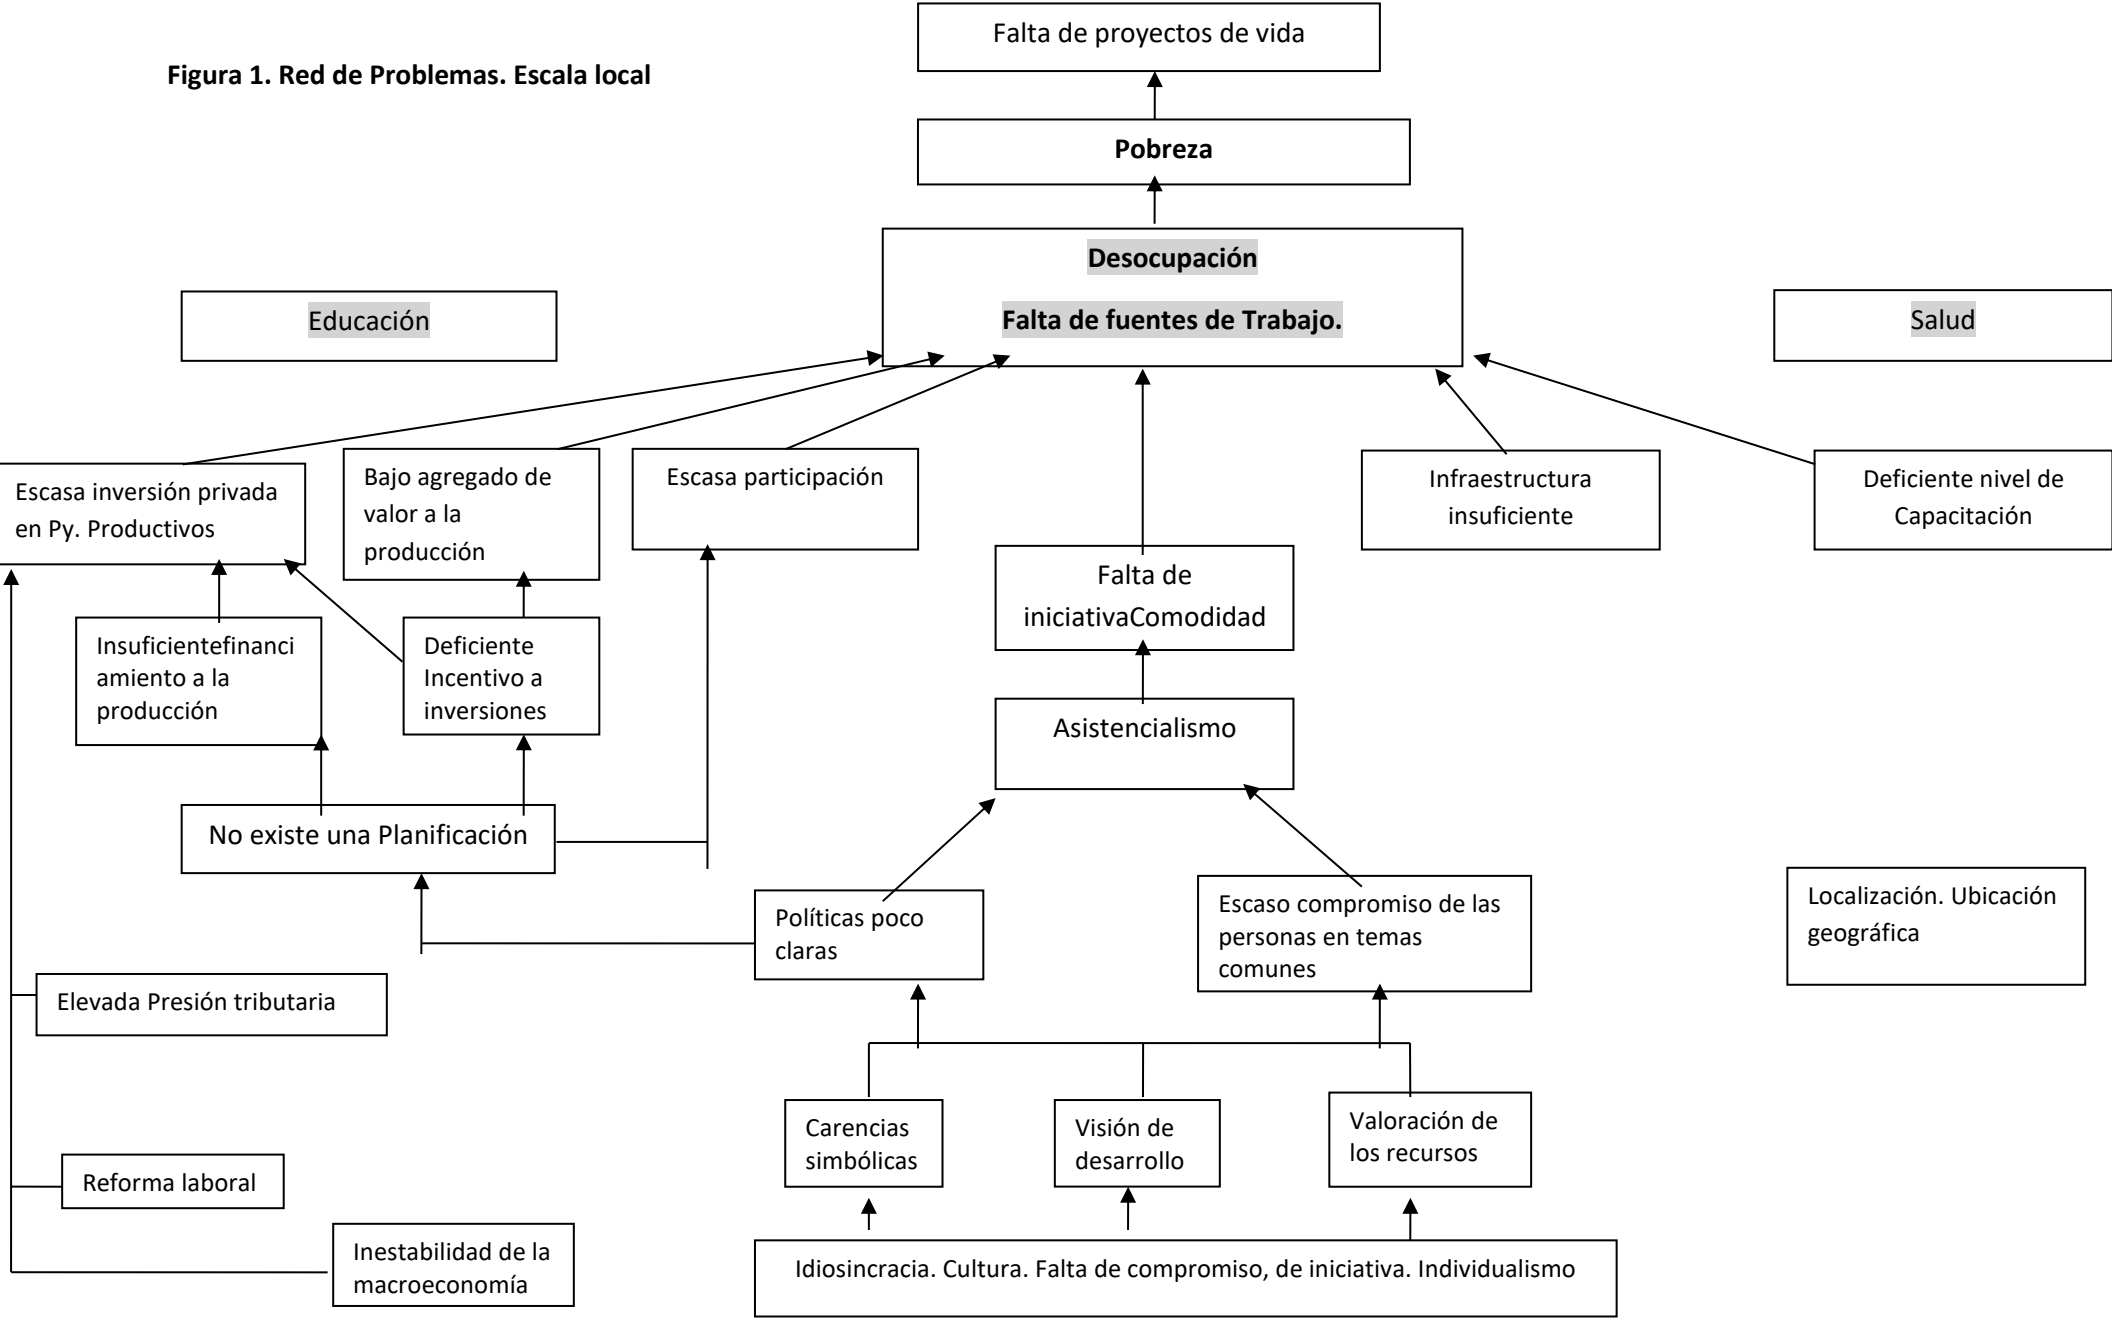 Falta de proyectos de vida
Figura 1. Red de Problemas. Escala local
Pobreza
Desocupación
Falta de fuentes de Trabajo.
Educación
Salud
Escasa inversión privada
en Py. Productivos
Bajo agregado de
valor a la
producción
Escasa participación
Infraestructura
insuficiente
Deficiente nivel de
Capacitación
Falta de
iniciativaComodidad
Insuficientefinanci
amiento a la
producción
Deficiente
Incentivo a
inversiones
Asistencialismo
No existe una Planificación
Políticas poco
claras
Escaso compromiso de las
personas en temas
comunes
Localización. Ubicación
geográfica
Elevada Presión tributaria
Carencias
simbólicas
Visión de
desarrollo
Valoración de
los recursos
Reforma laboral
Inestabilidad de la
macroeconomía
Idiosincracia. Cultura. Falta de compromiso, de iniciativa. Individualismo